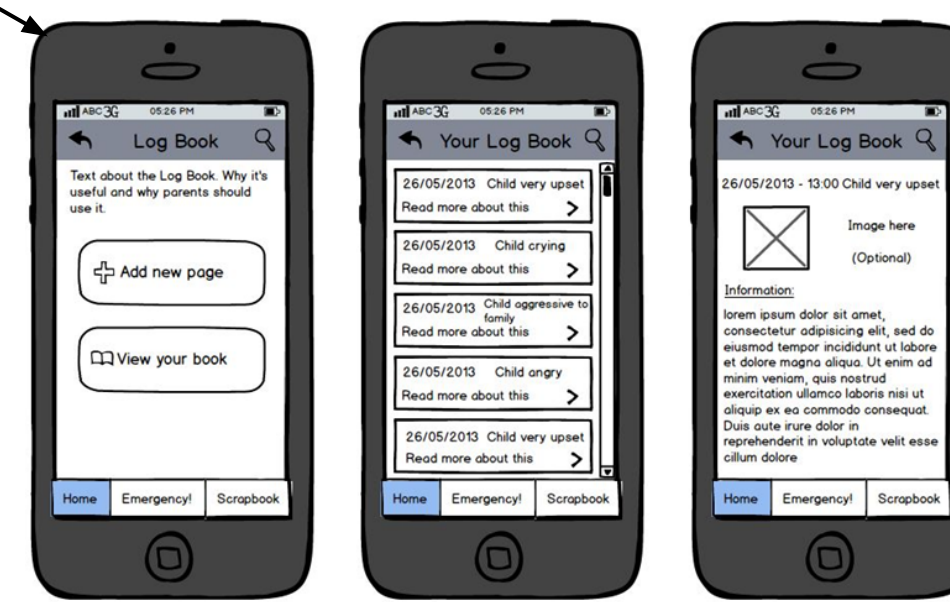 ABC 3G 05:26 PM
Log Book
Text about the Log Book. Why it's
useful and why parents should
use it.
Add new page
View your book
Home Emergency! Scrapbook
ABC 3G 05:26 PM
Your Log Book
26/05/2013 Child very upset
Read more about this
26/05/2013 Child crying
Read more about this
26/05/2013 Child aggressive to
family
Read more about this
26/05/2013 Child angry
Read more about this
26/05/2013 Child very upset
Read more about this
Home Emergency! Scrapbook
ABC 3G 05:26 PM
Your Log Book
26/05/2013 - 13:00 Child very upset
Image here
(Optional)
Information:
lorem ipsum dolor sit amet,
consectetur adipisicing elit, sed do
eiusmod tempor incididunt ut labore
et dolore magna aliqua. Ut enim ad
minim veniam, quis nostrud
exercitation ullamco laboris nisi ut
aliquip ex ea commodo consequat.
Duis aute irure dolor in
reprehenderit in voluptate velit esse
cillum dolore
Home Emergency! Scrapbook